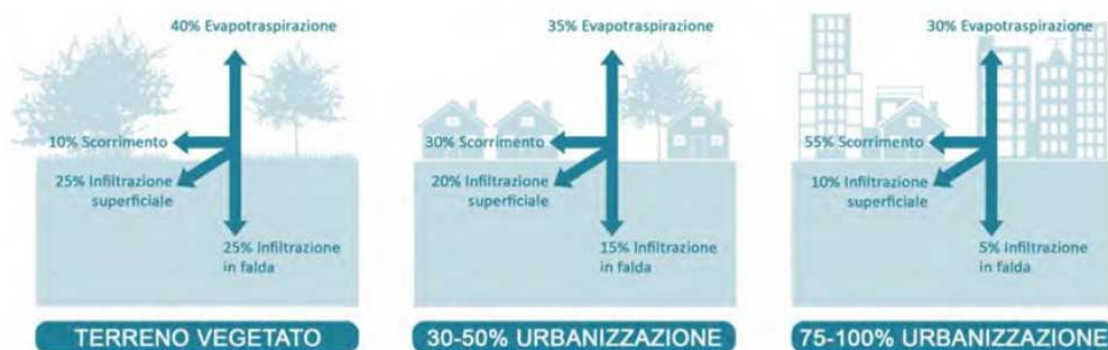 40% Evapotraspirazione
10% Scorrimento
25% Infiltrazione
superficiale
25% Infiltrazione
in falda
TERRENO VEGETATO
35% Evapotraspirazione
30% Scorrimento
20% Infiltrazione
superficiale
15% Infiltrazione
in falda
30-50% URBANIZZAZIONE
30% Evapotraspirazione
55% Scorrimento
10% Infiltrazione
superficiale
5% Infiltrazione
in falda
75-100% URBANIZZAZIONE